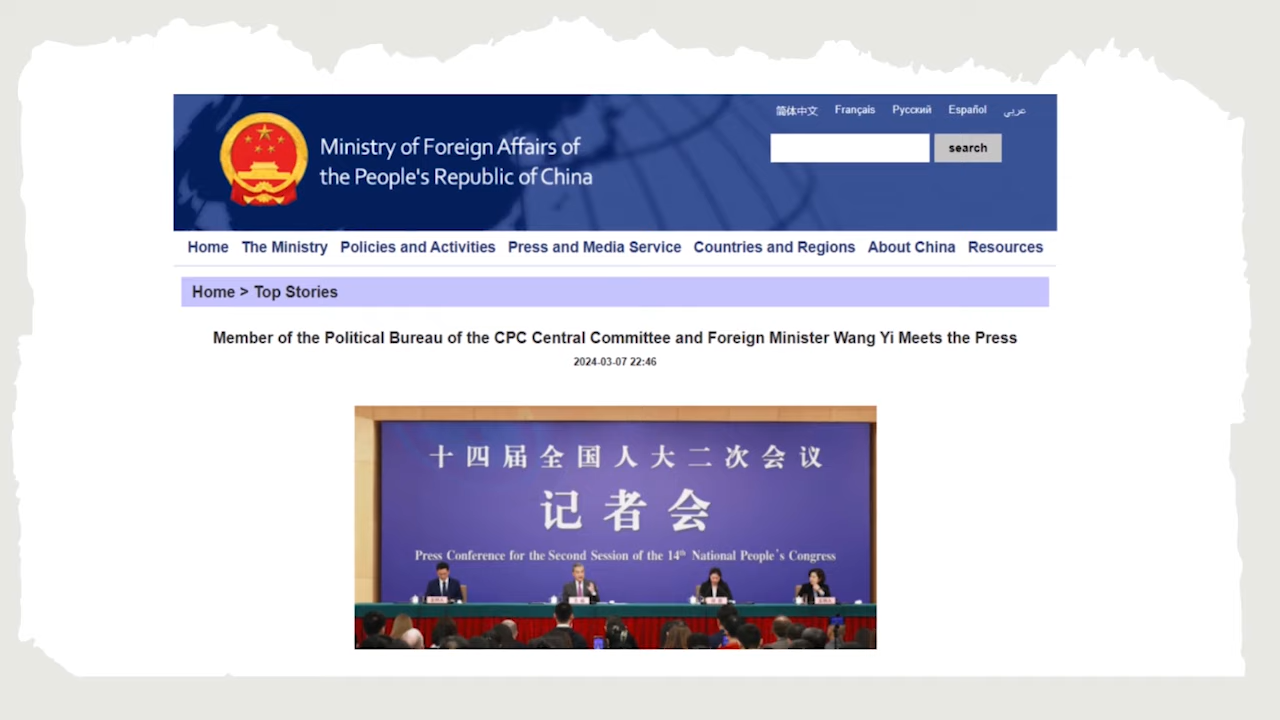 简体中文 Français Русский Español عربي
Ministry of Foreign Affairs of
the People's Republic of China
search
Home The Ministry Policies and Activities Press and Media Service Countries and Regions About China Resources
Home > Top Stories
Member of the Political Bureau of the CPC Central Committee and Foreign Minister Wang Yi Meets the Press
2024-03-07 22:46
十四届全国人大二次会议
记者会
Press Conference for the Second Session of the 14th National People's Congress